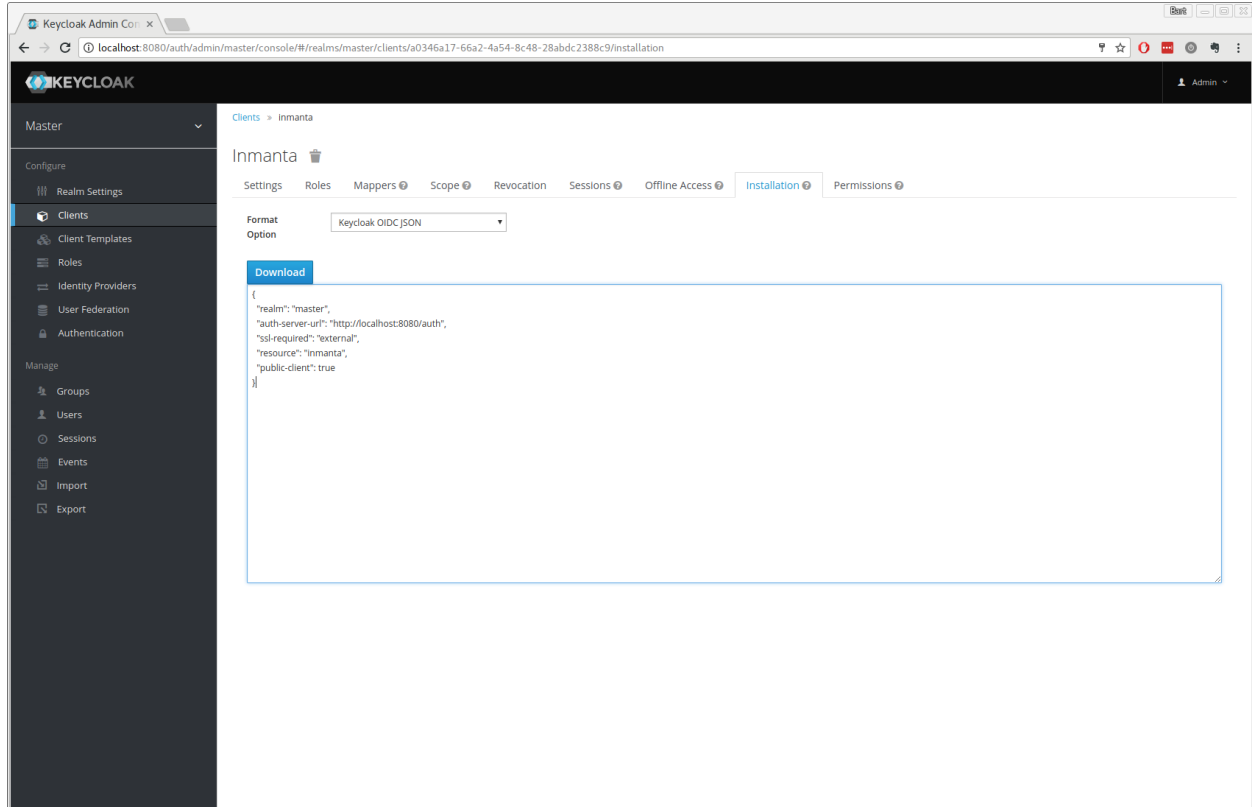 Bart
Keycloak Admin Con
localhost:8080/auth/admin/master/console/#/realms/master/clients/a0346a17-66a2-4a54-8c48-28abdc2388c9/installation
KEYCLOAK
Admin
Master
Configure
Realm Settings
Clients
Client Templates
Roles
Identity Providers
User Federation
Authentication
Manage
Groups
Users
Sessions
Events
Import
Export
Clients » inmanta
Inmanta
Settings Roles Mappers Scope Revocation Sessions Offline Access Installation Permissions
Format
Option
Keycloak OIDC JSON
Download
{
"realm": "master",
"auth-server-url": "http://localhost:8080/auth",
"ssl-required": "external",
"resource": "inmanta",
"public-client": true
}